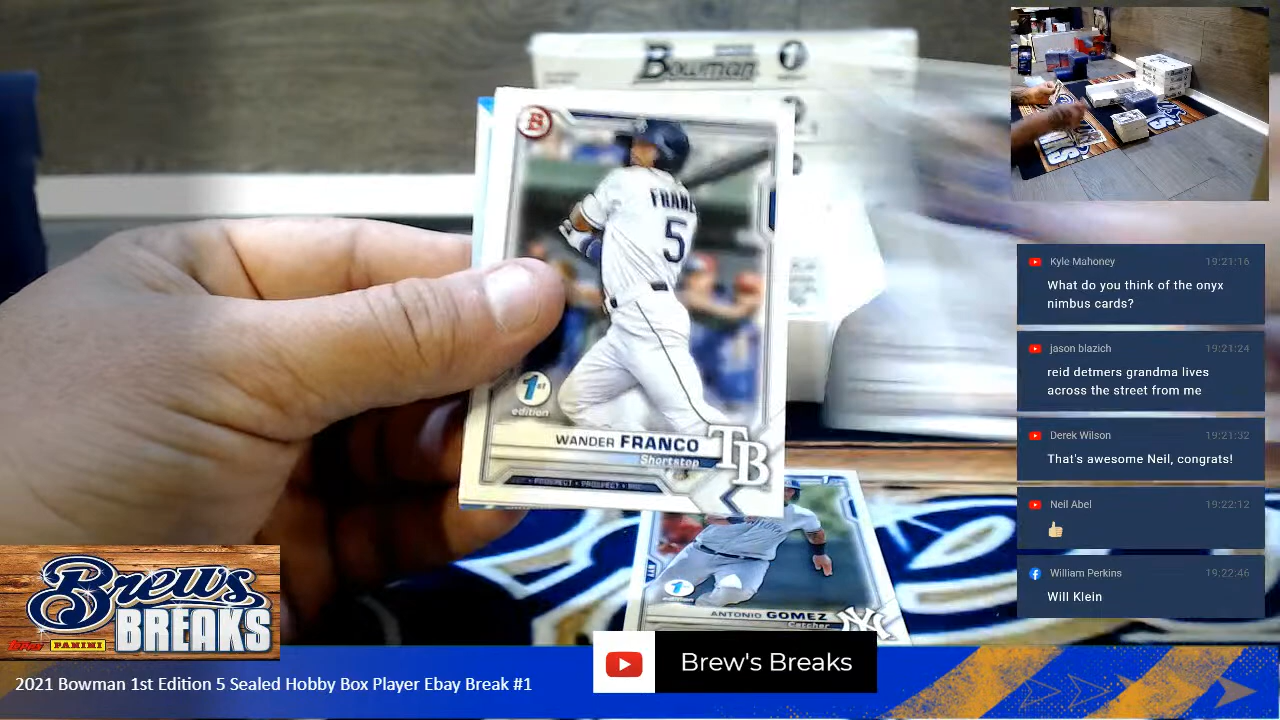 Bowman
1
B
FRAN
5
1st
edition
WANDER FRANCO
Shortstop
TB
PROSPECT • PROSPECT
1
edition
ANTONIO GOMEZ
Catcher
NY
Kyle Mahoney 19:21:16
What do you think of the onyx
nimbus cards?
jason blazich 19:21:24
reid detmers grandma lives
across the street from me
Derek Wilson 19:21:32
That's awesome Neil, congrats!
Neil Abel 19:22:12
William Perkins 19:22:46
Will Klein
Brews
BREAKS
Topps PANINI
Brew's Breaks
2021 Bowman 1st Edition 5 Sealed Hobby Box Player Ebay Break #1